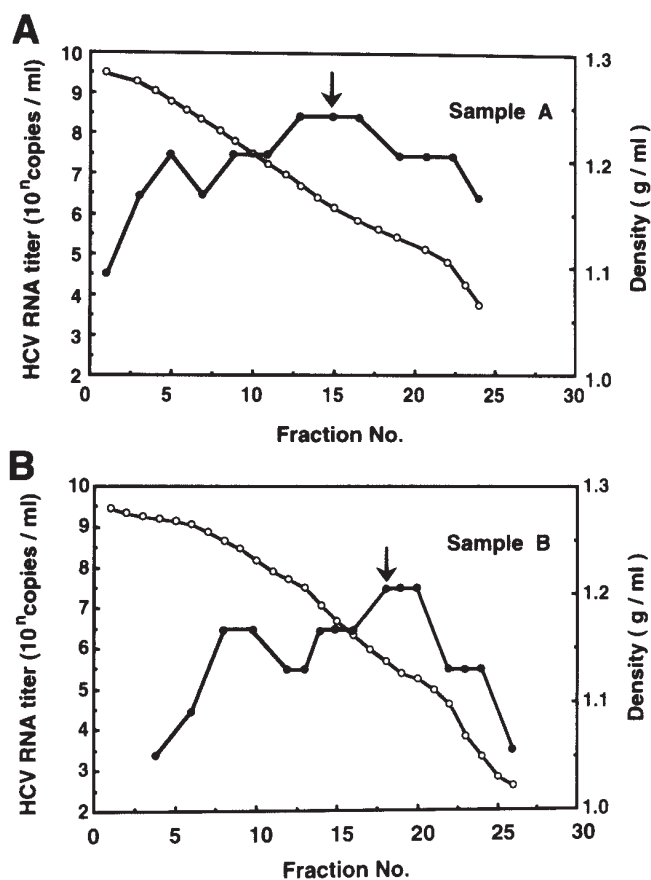 A
HCV RNA titer (10ⁿcopies / ml)
10
9
8
7
6
5
4
3
2
Sample A
1.3
1.2
1.1
1.0
Density ( g / ml )
0 5 10 15 20 25 30
Fraction No.
B
HCV RNA titer (10ⁿcopies / ml)
10
9
8
7
6
5
4
3
2
Sample B
1.3
1.2
1.1
1.0
Density ( g / ml )
0 5 10 15 20 25 30
Fraction No.